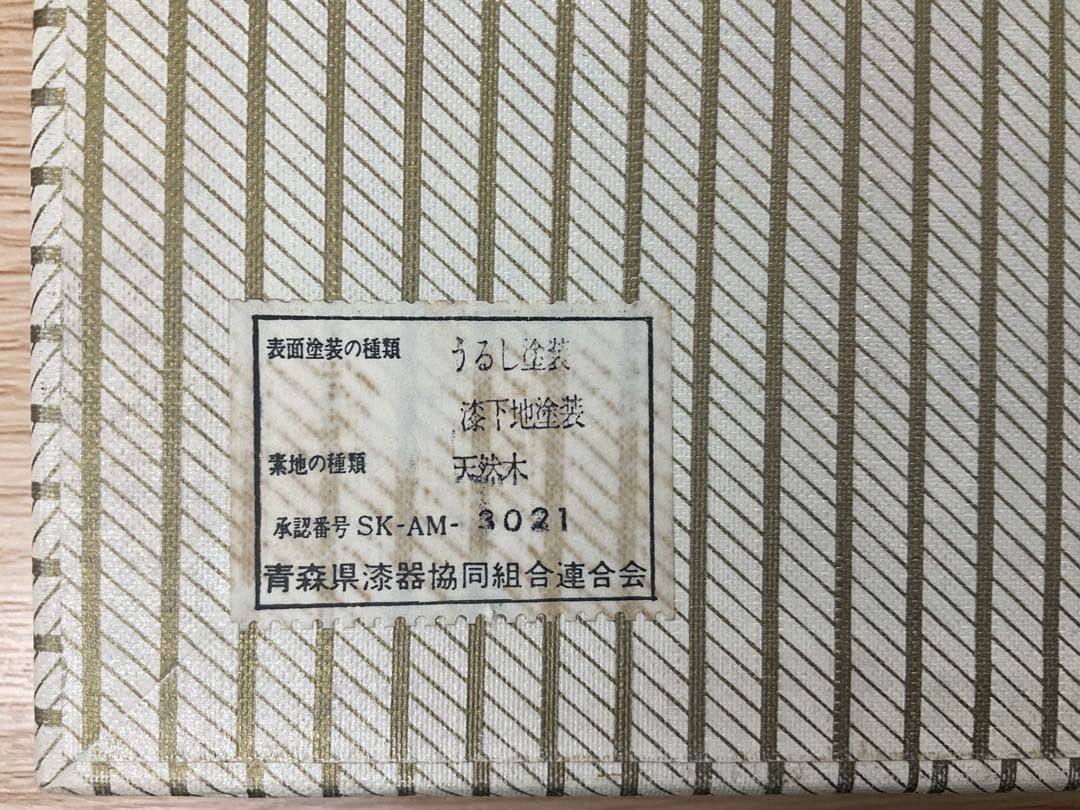 表面塗装の種類 うるし塗装
漆下地塗装
素地の種類 天然木
承認番号 SK-AM- 3021
青森県漆器協同組合連合会